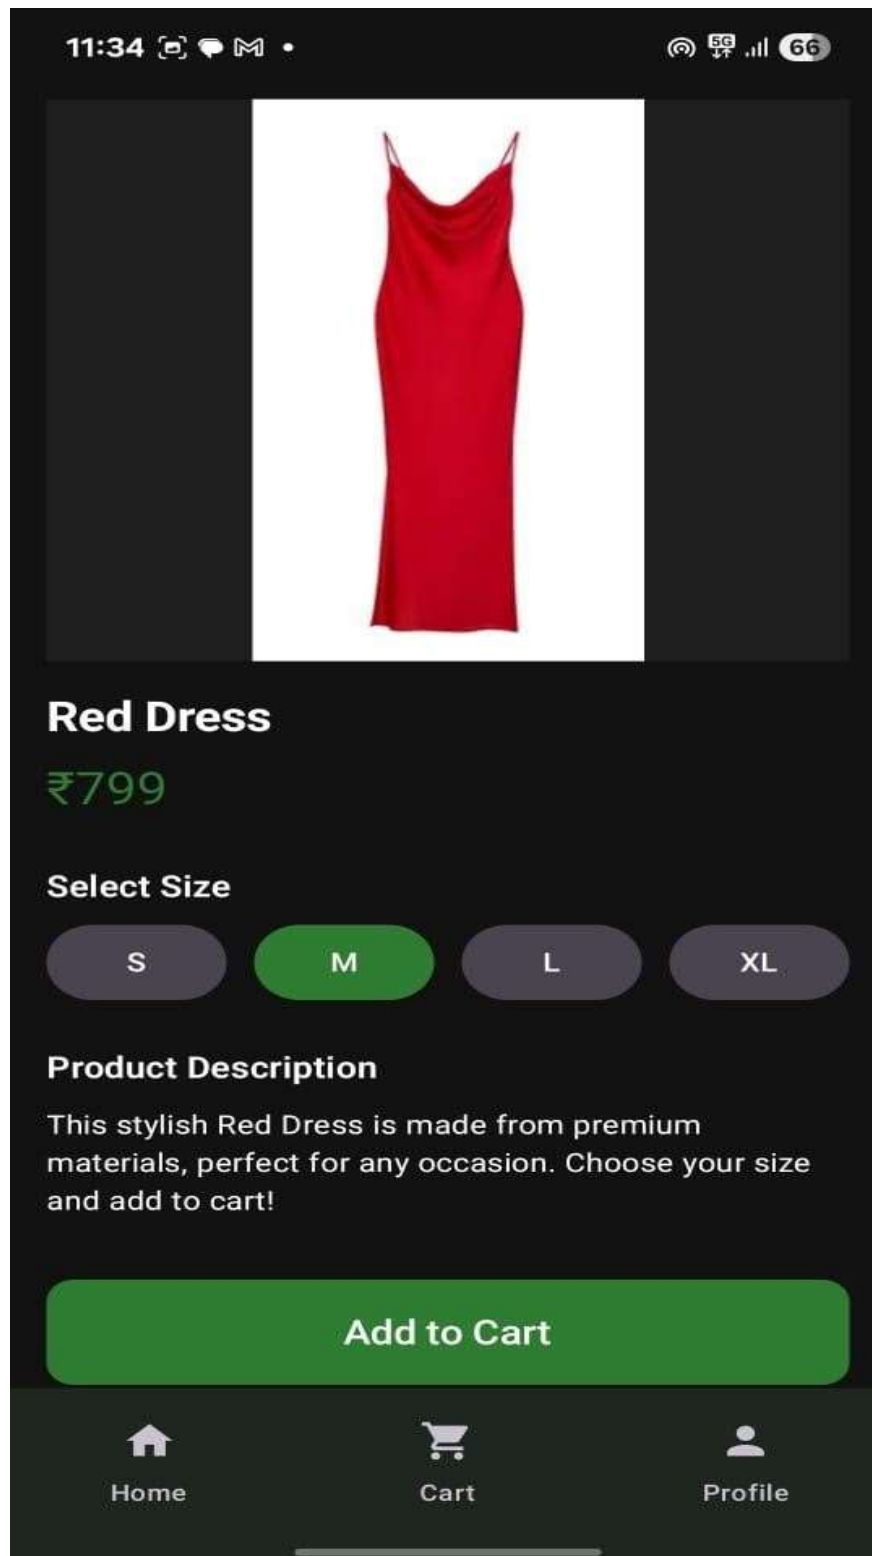 11:34
5G
66
Red Dress
₹799
Select Size
S M L XL
Product Description
This stylish Red Dress is made from premium
materials, perfect for any occasion. Choose your size
and add to cart!
Add to Cart
Home Cart Profile